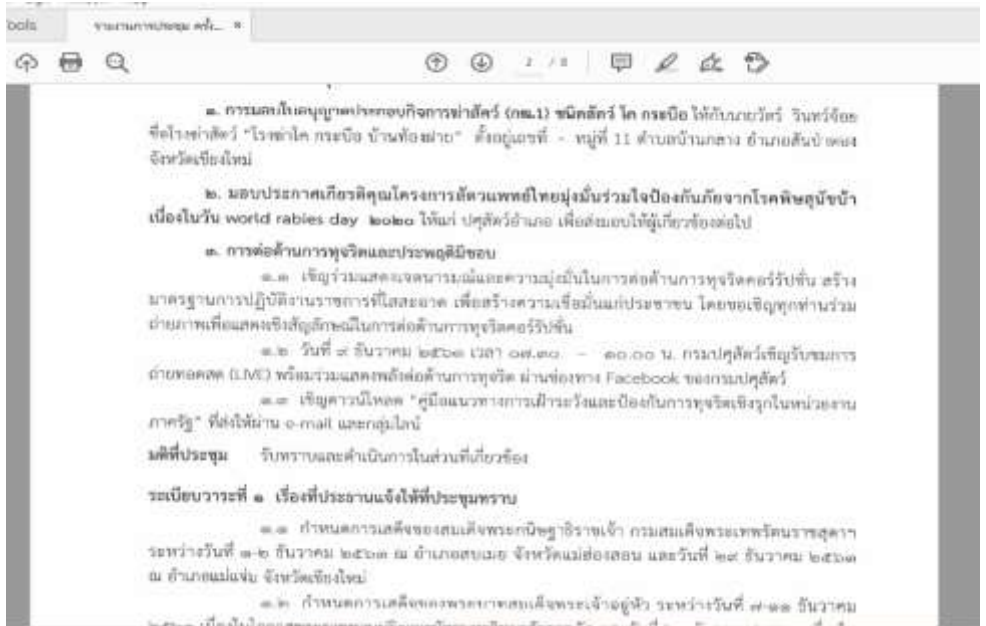 รายงานการประชุม ครั้ง...
2 / 8
๑. การมอบใบอนุญาตประกอบกิจการฆ่าสัตว์ (กฆ.1) ชนิดสัตว์ โค กระบือ ให้กับนายวัตร์
ชื่อโรงฆ่าสัตว์ "โรงฆ่าโค กระบือ บ้านท้องฝาย" ตั้งอยู่เลขที่ - หมู่ที่ 11 ตำบลบ้านกลาง อำเภอสันป่าตอง
จังหวัดเชียงใหม่
๒. มอบประกาศเกียรติคุณโครงการสัตวแพทย์ไทยมุ่งมั่นร่วมใจป้องกันภัยจากโรคพิษสุนัขบ้า
เนื่องในวัน world rabies day ๒๐๒๐ ให้แก่ ปศุสัตว์อำเภอ เพื่อส่งมอบให้ผู้เกี่ยวข้องต่อไป
๓. การต่อต้านการทุจริตและประพฤติมิชอบ
๑.๑ เชิญร่วมแสดงเจตนารมณ์และความมุ่งมั่นในการต่อต้านการทุจริตคอร์รัปชั่น สร้าง
มาตรฐานการปฏิบัติงานราชการที่ใสสะอาด เพื่อสร้างความเชื่อมั่นแก่ประชาชน โดยขอเชิญทุกท่านร่วม
ถ่ายภาพเพื่อแสดงเชิงสัญลักษณ์ในการต่อต้านการทุจริตคอร์รัปชั่น
๑.๒ วันที่ ๙ ธันวาคม ๒๕๖๓ เวลา ๐๗.๓๐ - ๑๐.๐๐ น. กรมปศุสัตว์เชิญรับชมการ
ถ่ายทอดสด (LIVE) พร้อมร่วมแสดงพลังต่อต้านการทุจริต ผ่านช่องทาง Facebook ของกรมปศุสัตว์
๑.๓ เชิญดาวน์โหลด "คู่มือแนวทางการเฝ้าระวังและป้องกันการทุจริตเชิงรุกในหน่วยงาน
ภาครัฐ" ที่ส่งให้ผ่าน e-mail และกลุ่มไลน์
มติที่ประชุม รับทราบและดำเนินการในส่วนที่เกี่ยวข้อง
ระเบียบวาระที่ ๑ เรื่องที่ประธานแจ้งให้ที่ประชุมทราบ
๑.๑ กำหนดการเสด็จของสมเด็จพระกนิษฐาธิราชเจ้า กรมสมเด็จพระเทพรัตนราชสุดาฯ
ระหว่างวันที่ ๑-๒ ธันวาคม ๒๕๖๓ ณ อำเภอสบเมย จังหวัดแม่ฮ่องสอน และวันที่ ๒๙ ธันวาคม ๒๕๖๓
ณ อำเภอแม่แจ่ม จังหวัดเชียงใหม่
๑.๒ กำหนดการเสด็จของพระบาทสมเด็จพระเจ้าอยู่หัว ระหว่างวันที่ ๗-๑๑ ธันวาคม